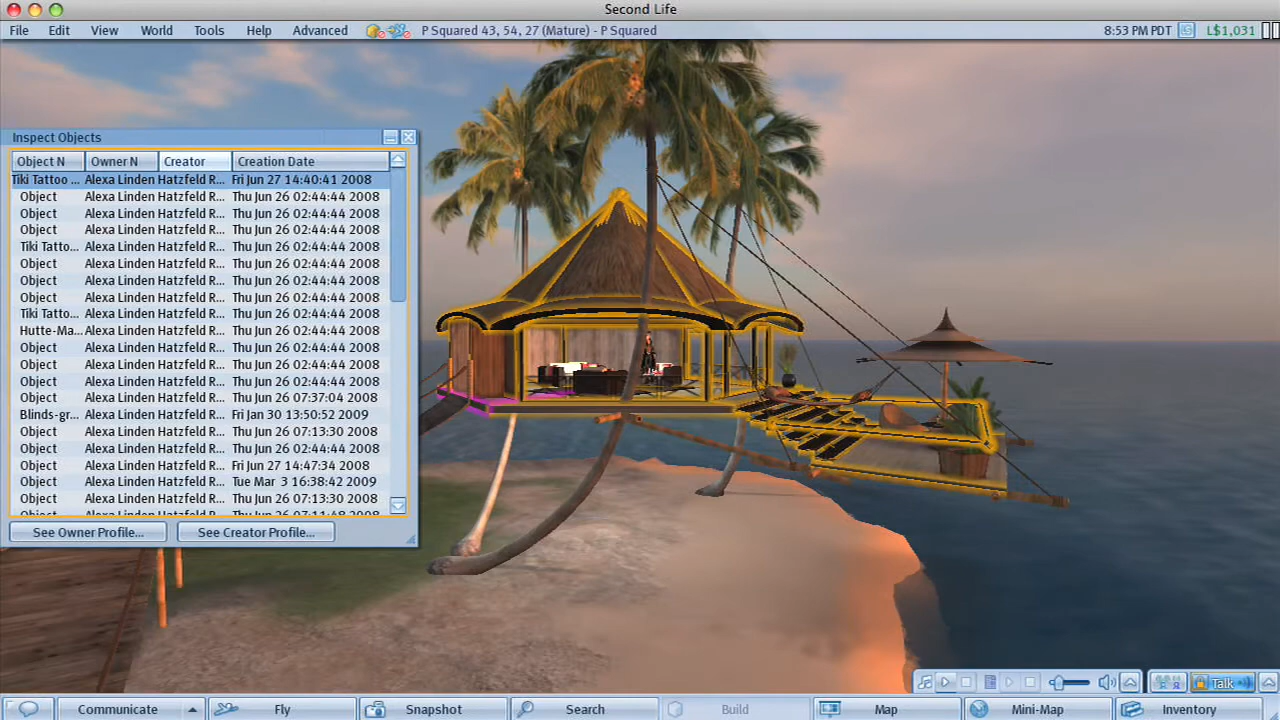 Second Life
File Edit View World Tools Help Advanced P Squared 43, 54, 27 (Mature) - P Squared 8:53 PM PDT L$1,031
Inspect Objects
Object N Owner N Creator Creation Date
Tiki Tattoo ... Alexa Linden Hatzfeld R... Fri Jun 27 14:40:41 2008
Object Alexa Linden Hatzfeld R... Thu Jun 26 02:44:44 2008
Object Alexa Linden Hatzfeld R... Thu Jun 26 02:44:44 2008
Object Alexa Linden Hatzfeld R... Thu Jun 26 02:44:44 2008
Tiki Tatto... Alexa Linden Hatzfeld R... Thu Jun 26 02:44:44 2008
Object Alexa Linden Hatzfeld R... Thu Jun 26 02:44:44 2008
Object Alexa Linden Hatzfeld R... Thu Jun 26 02:44:44 2008
Object Alexa Linden Hatzfeld R... Thu Jun 26 02:44:44 2008
Tiki Tatto... Alexa Linden Hatzfeld R... Thu Jun 26 02:44:44 2008
Hutte-Ma... Alexa Linden Hatzfeld R... Thu Jun 26 02:44:44 2008
Object Alexa Linden Hatzfeld R... Thu Jun 26 02:44:44 2008
Object Alexa Linden Hatzfeld R... Thu Jun 26 02:44:44 2008
Object Alexa Linden Hatzfeld R... Thu Jun 26 02:44:44 2008
Object Alexa Linden Hatzfeld R... Thu Jun 26 07:37:04 2008
Blinds-gr... Alexa Linden Hatzfeld R... Fri Jan 30 13:50:52 2009
Object Alexa Linden Hatzfeld R... Thu Jun 26 07:13:30 2008
Object Alexa Linden Hatzfeld R... Thu Jun 26 02:44:44 2008
Object Alexa Linden Hatzfeld R... Fri Jun 27 14:47:34 2008
Object Alexa Linden Hatzfeld R... Tue Mar 3 16:38:42 2009
Object Alexa Linden Hatzfeld R... Thu Jun 26 07:13:30 2008
Object Alexa Linden Hatzfeld R... Thu Jun 26 07:11:48 2008
See Owner Profile... See Creator Profile...
Talk
Communicate Fly Snapshot Search Build Map Mini-Map Inventory